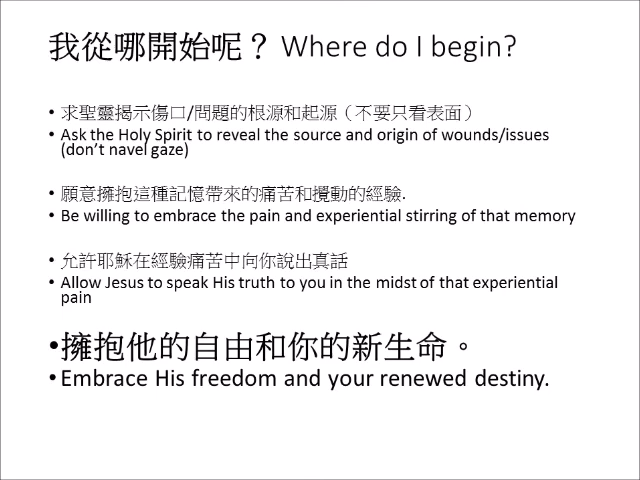 我從哪開始呢？ Where do I begin?
• 求聖靈揭示傷口/問題的根源和起源（不要只看表面）
• Ask the Holy Spirit to reveal the source and origin of wounds/issues
(don't navel gaze)
• 願意擁抱這種記憶帶來的痛苦和攪動的經驗.
• Be willing to embrace the pain and experiential stirring of that memory
• 允許耶穌在經驗痛苦中向你說出真話
• Allow Jesus to speak His truth to you in the midst of that experiential
pain
•擁抱他的自由和你的新生命。
• Embrace His freedom and your renewed destiny.